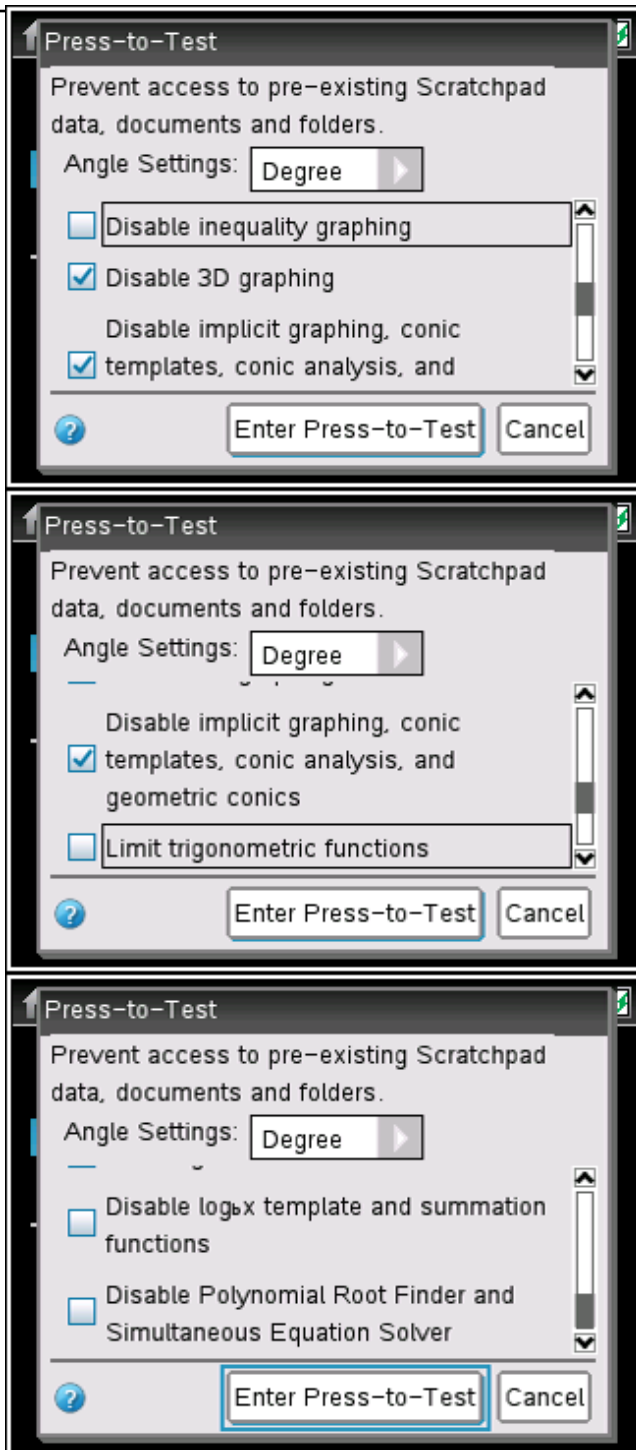 Press-to-Test
Prevent access to pre-existing Scratchpad
data, documents and folders.
Angle Settings: Degree
Disable inequality graphing
Disable 3D graphing
Disable implicit graphing, conic
templates, conic analysis, and
? Enter Press-to-Test Cancel
Press-to-Test
Prevent access to pre-existing Scratchpad
data, documents and folders.
Angle Settings: Degree
Disable implicit graphing, conic
templates, conic analysis, and
geometric conics
Limit trigonometric functions
? Enter Press-to-Test Cancel
Press-to-Test
Prevent access to pre-existing Scratchpad
data, documents and folders.
Angle Settings: Degree
Disable logbx template and summation
functions
Disable Polynomial Root Finder and
Simultaneous Equation Solver
? Enter Press-to-Test Cancel